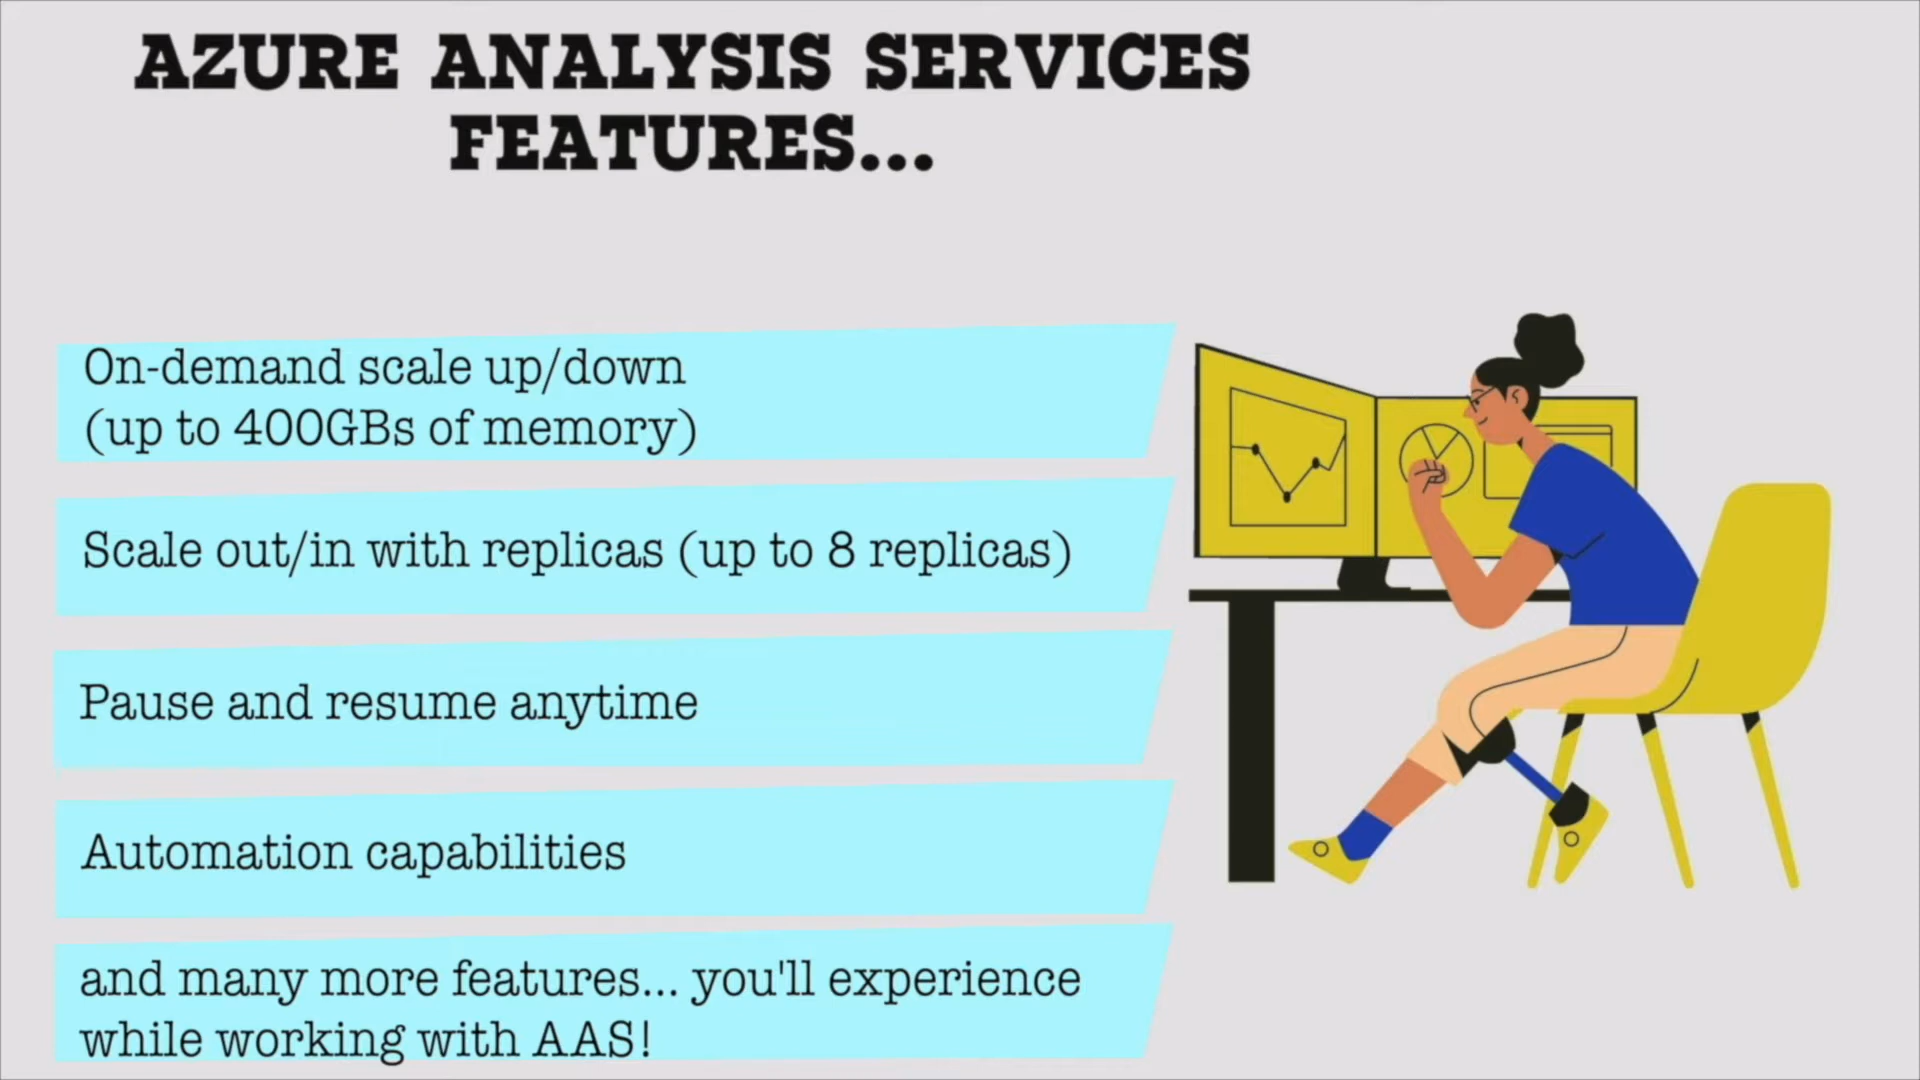 AZURE ANALYSIS SERVICES
FEATURES...
On-demand scale up/down
(up to 400GBs of memory)
Scale out/in with replicas (up to 8 replicas)
Pause and resume anytime
Automation capabilities
and many more features... you'll experience
while working with AAS!